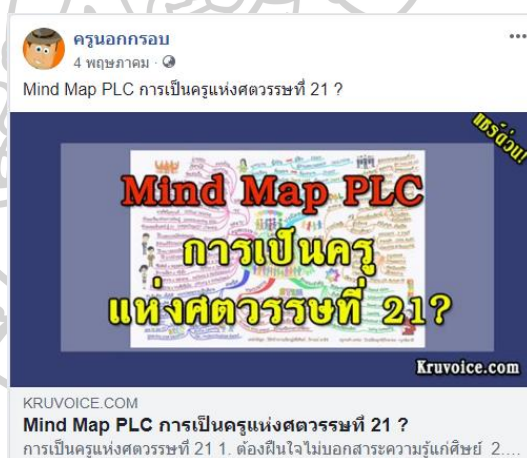 ครูนอกกรอบ
4 พฤษภาคม ·
Mind Map PLC การเป็นครูแห่งศตวรรษที่ 21 ?
แชร์ด่วน!
Mind Map PLC
การเป็นครู
แห่งศตวรรษที่ 21?
Kruvoice.com
KRUVOICE.COM
Mind Map PLC การเป็นครูแห่งศตวรรษที่ 21 ?
การเป็นครูแห่งศตวรรษที่ 21 1. ต้องฝืนใจไม่บอกสาระความรู้แก่ศิษย์ 2....